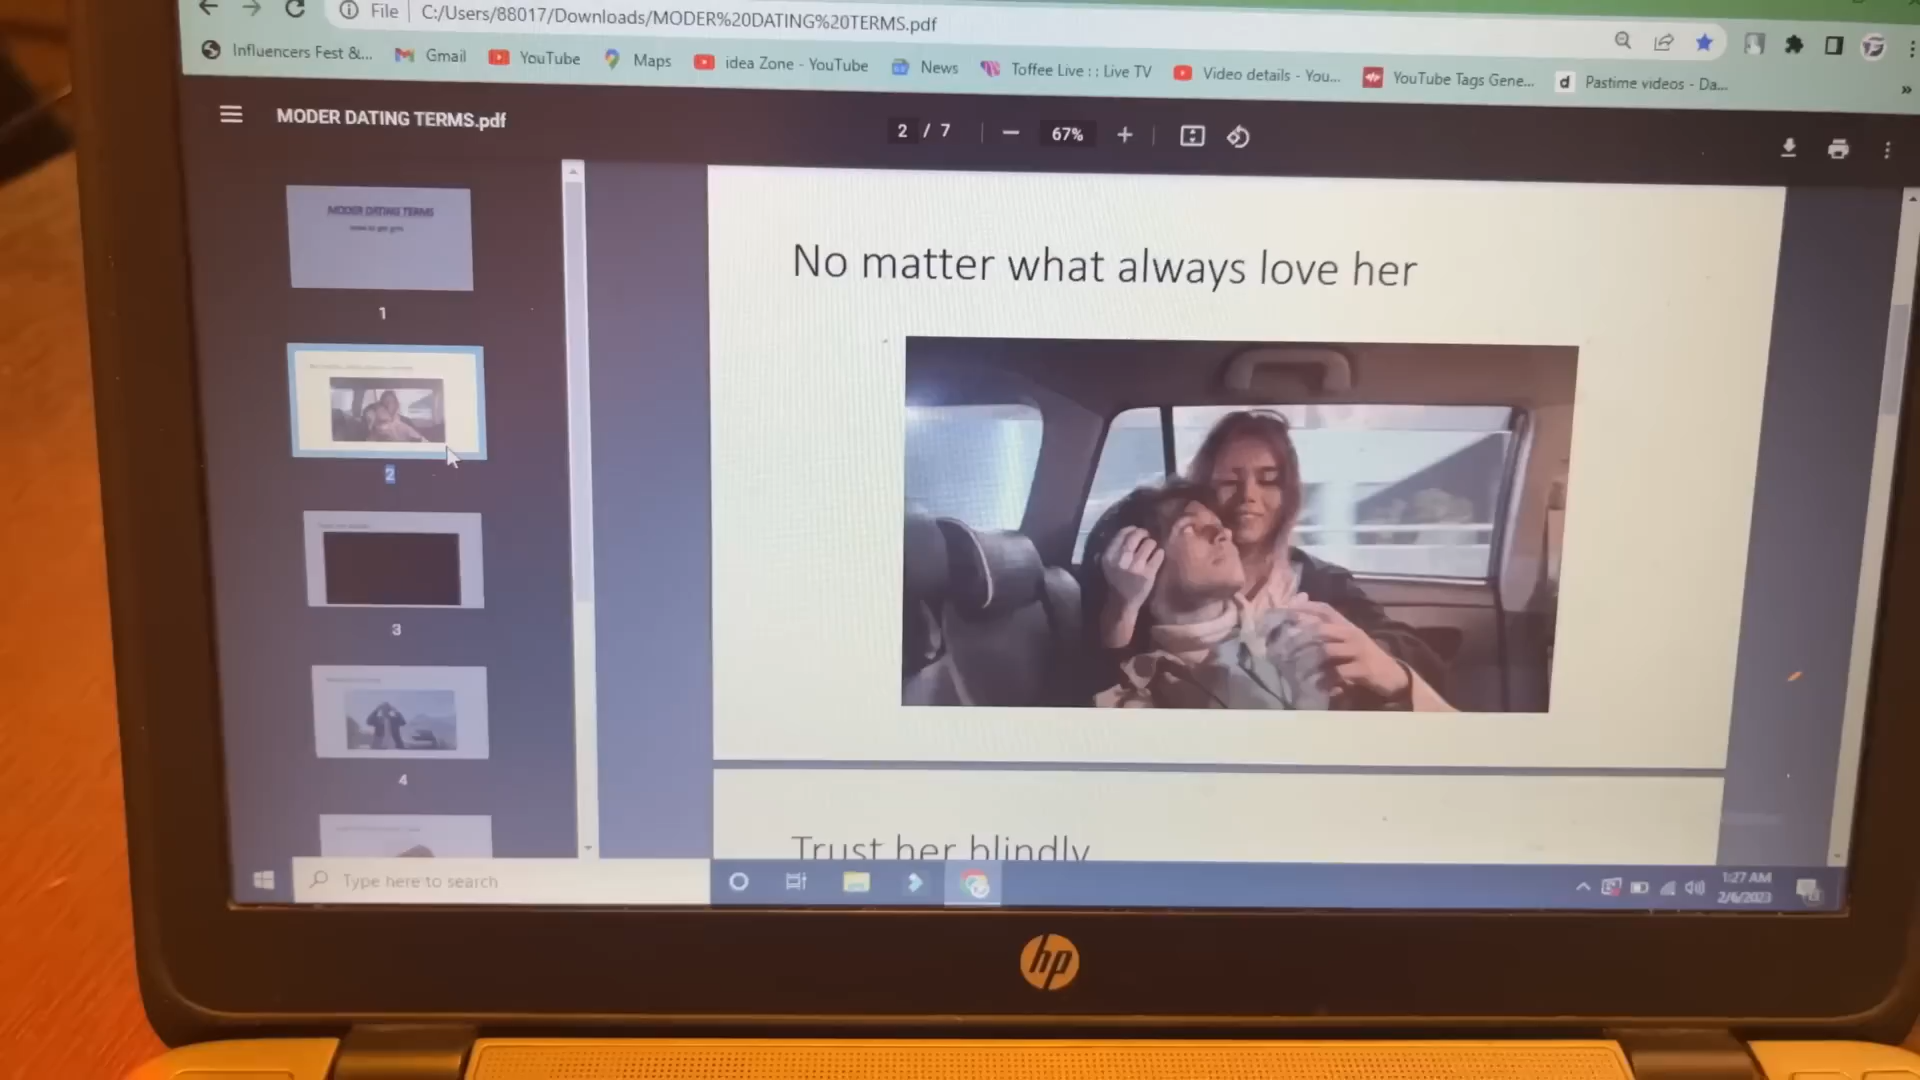 File | C:/Users/88017/Downloads/MODER%20DATING%20TERMS.pdf
Influencers Fest &... Gmail YouTube Maps idea Zone - YouTube News Toffee Live : : Live TV Video details - You... YouTube Tags Gene... d Pastime videos - Da... »
MODER DATING TERMS.pdf
2 / 7
67%
MODER DATING TERMS
1
2
3
4
No matter what always love her
Trust her blindly
Type here to search
1:27 AM
2/6/2023
hp